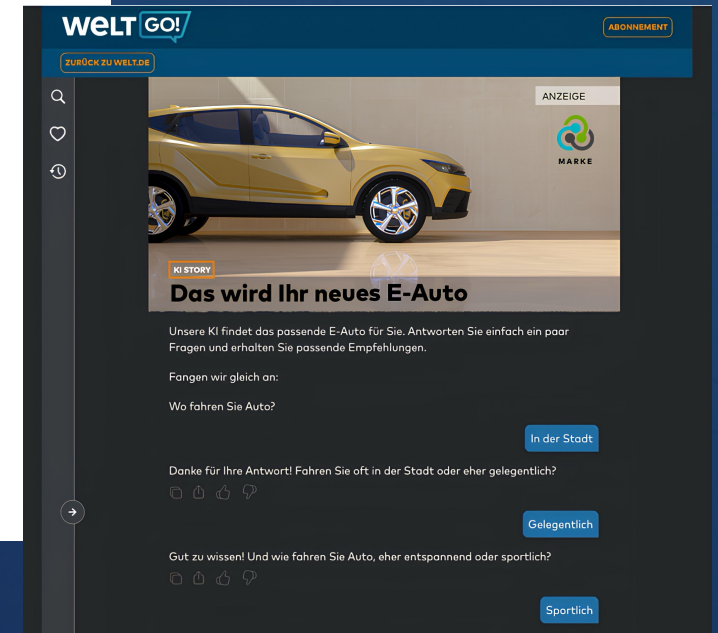 WELT GO!
ABONNEMENT
ZURÜCK ZU WELT.DE
ANZEIGE
MARKE
KI STORY
Das wird Ihr neues E-Auto
Unsere KI findet das passende E-Auto für Sie. Antworten Sie einfach ein paar
Fragen und erhalten Sie passende Empfehlungen.
Fangen wir gleich an:
Wo fahren Sie Auto?
In der Stadt
Danke für Ihre Antwort! Fahren Sie oft in der Stadt oder eher gelegentlich?
Gelegentlich
Gut zu wissen! Und wie fahren Sie Auto, eher entspannend oder sportlich?
Sportlich